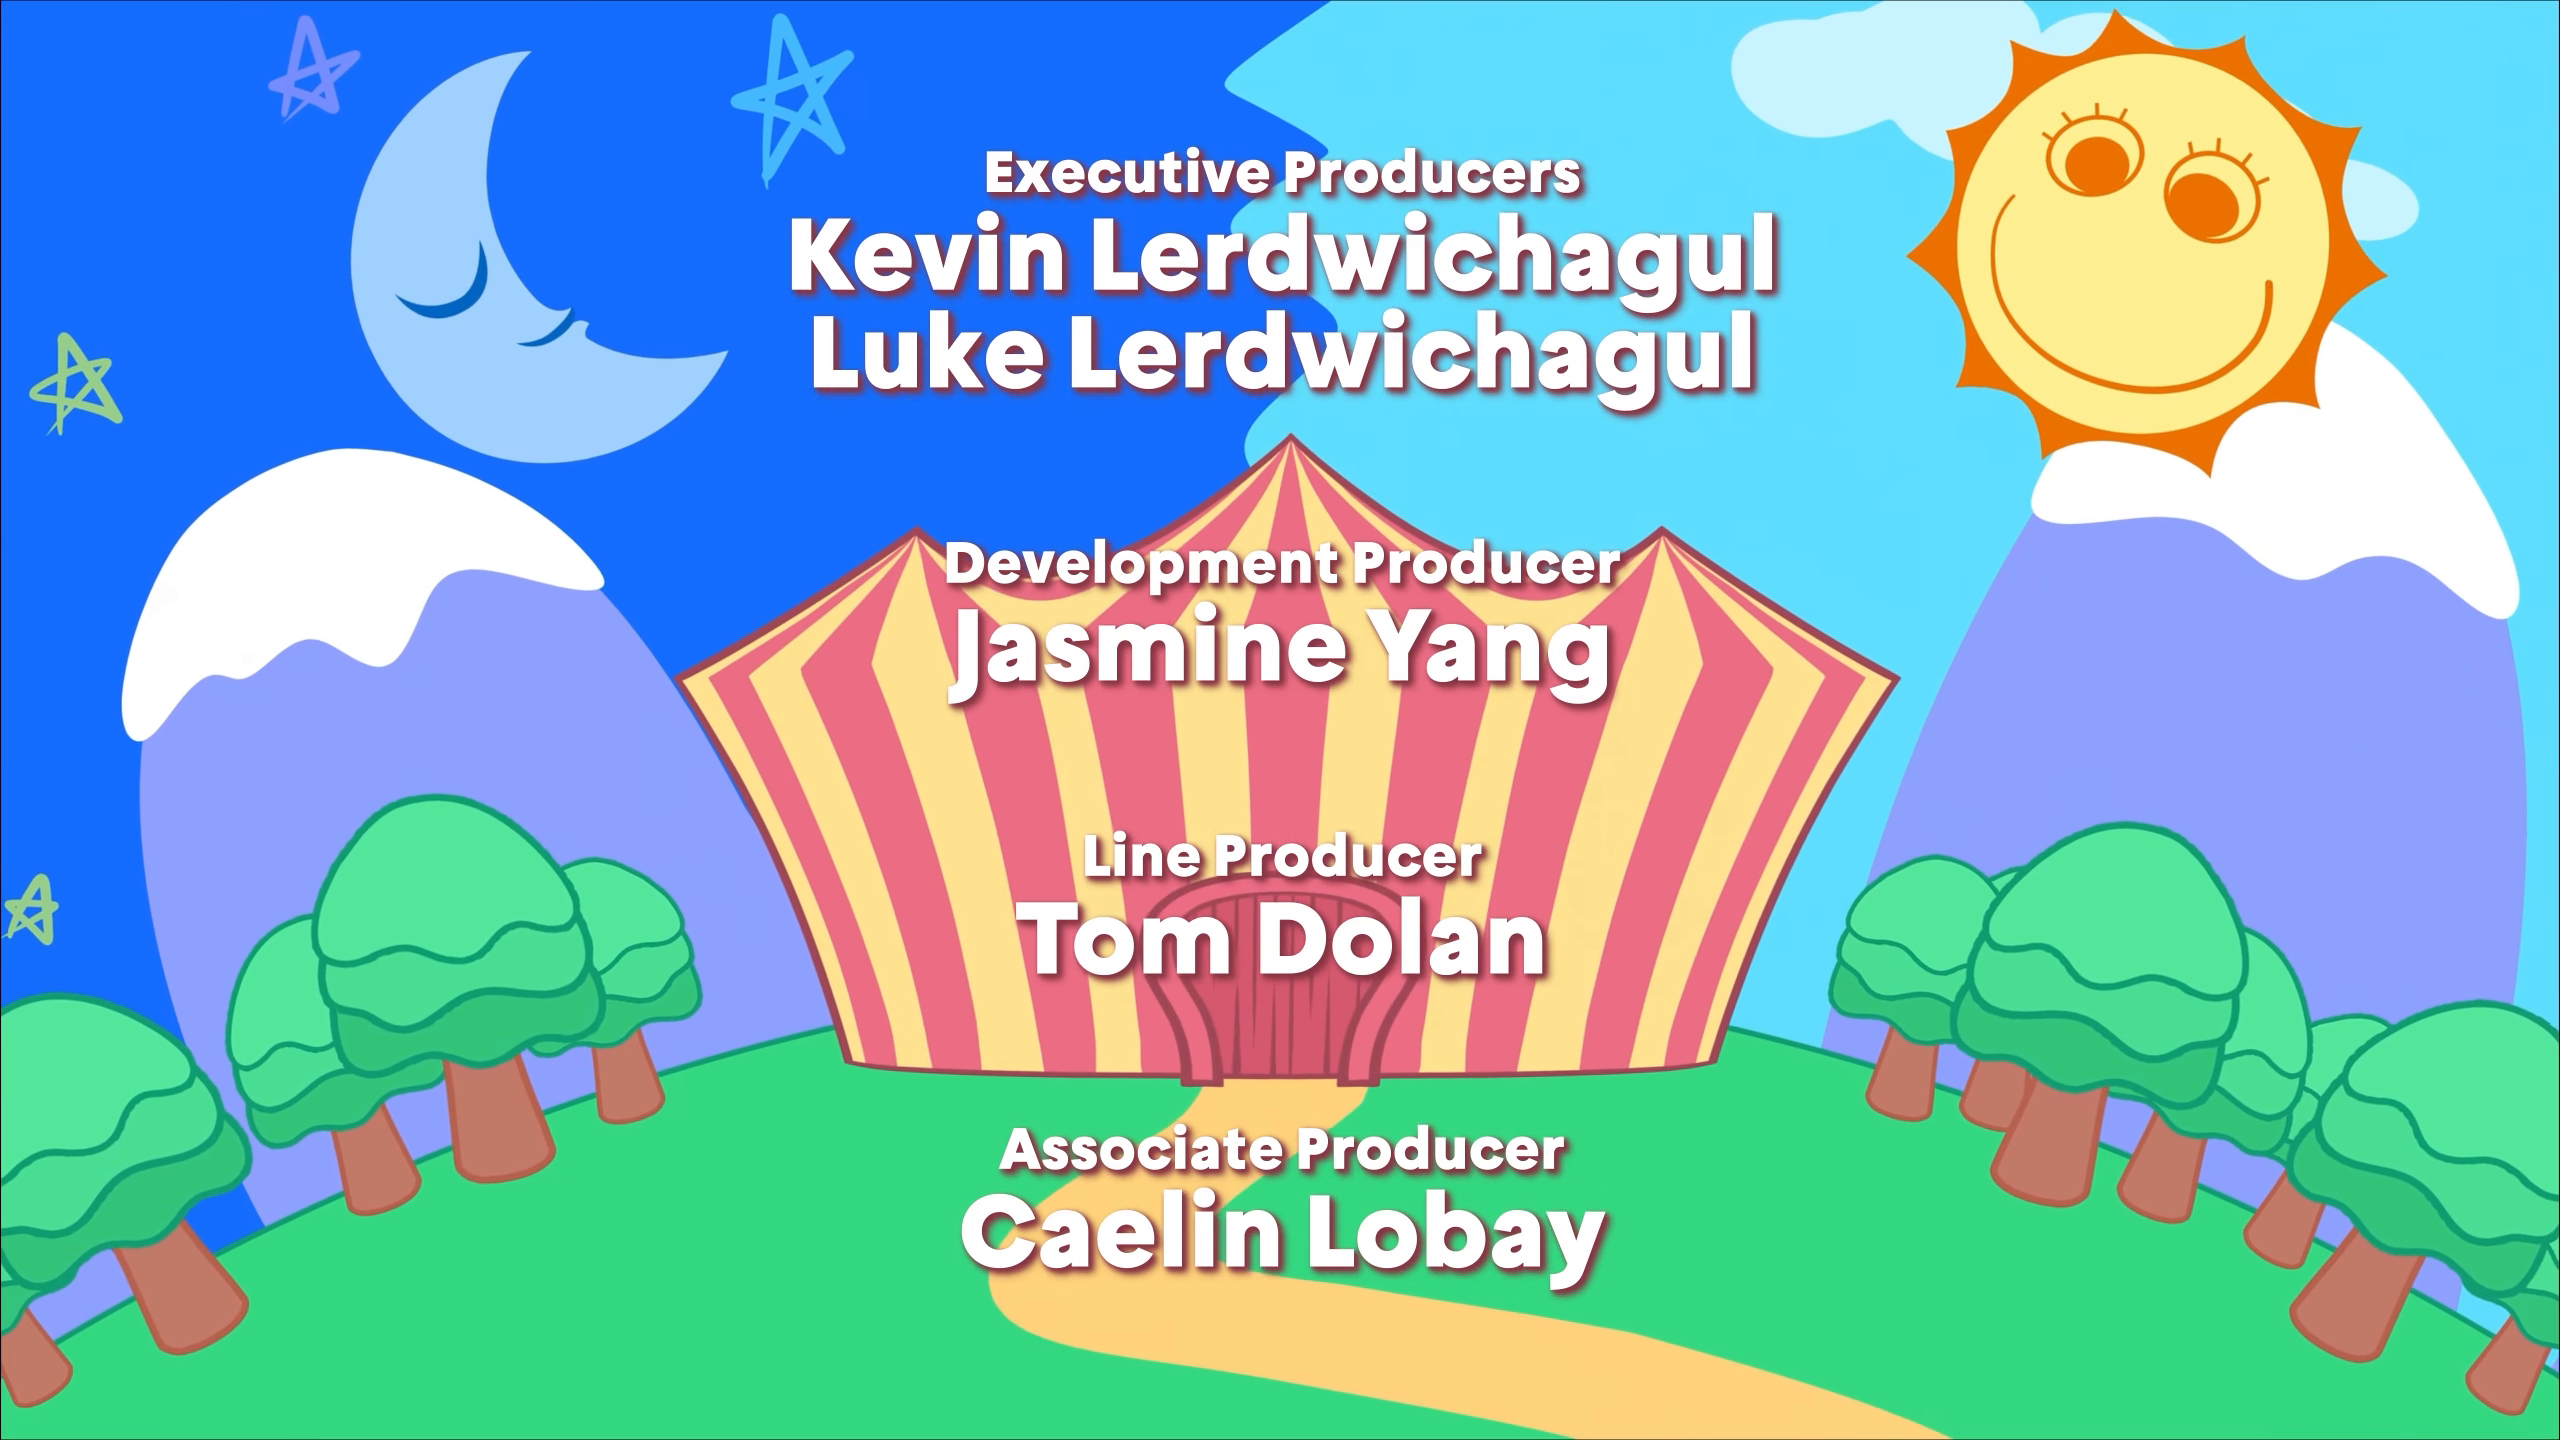 Executive Producers
Kevin Lerdwichagul
Luke Lerdwichagul
Development Producer
Jasmine Yang
Line Producer
Tom Dolan
Associate Producer
Caelin Lobay